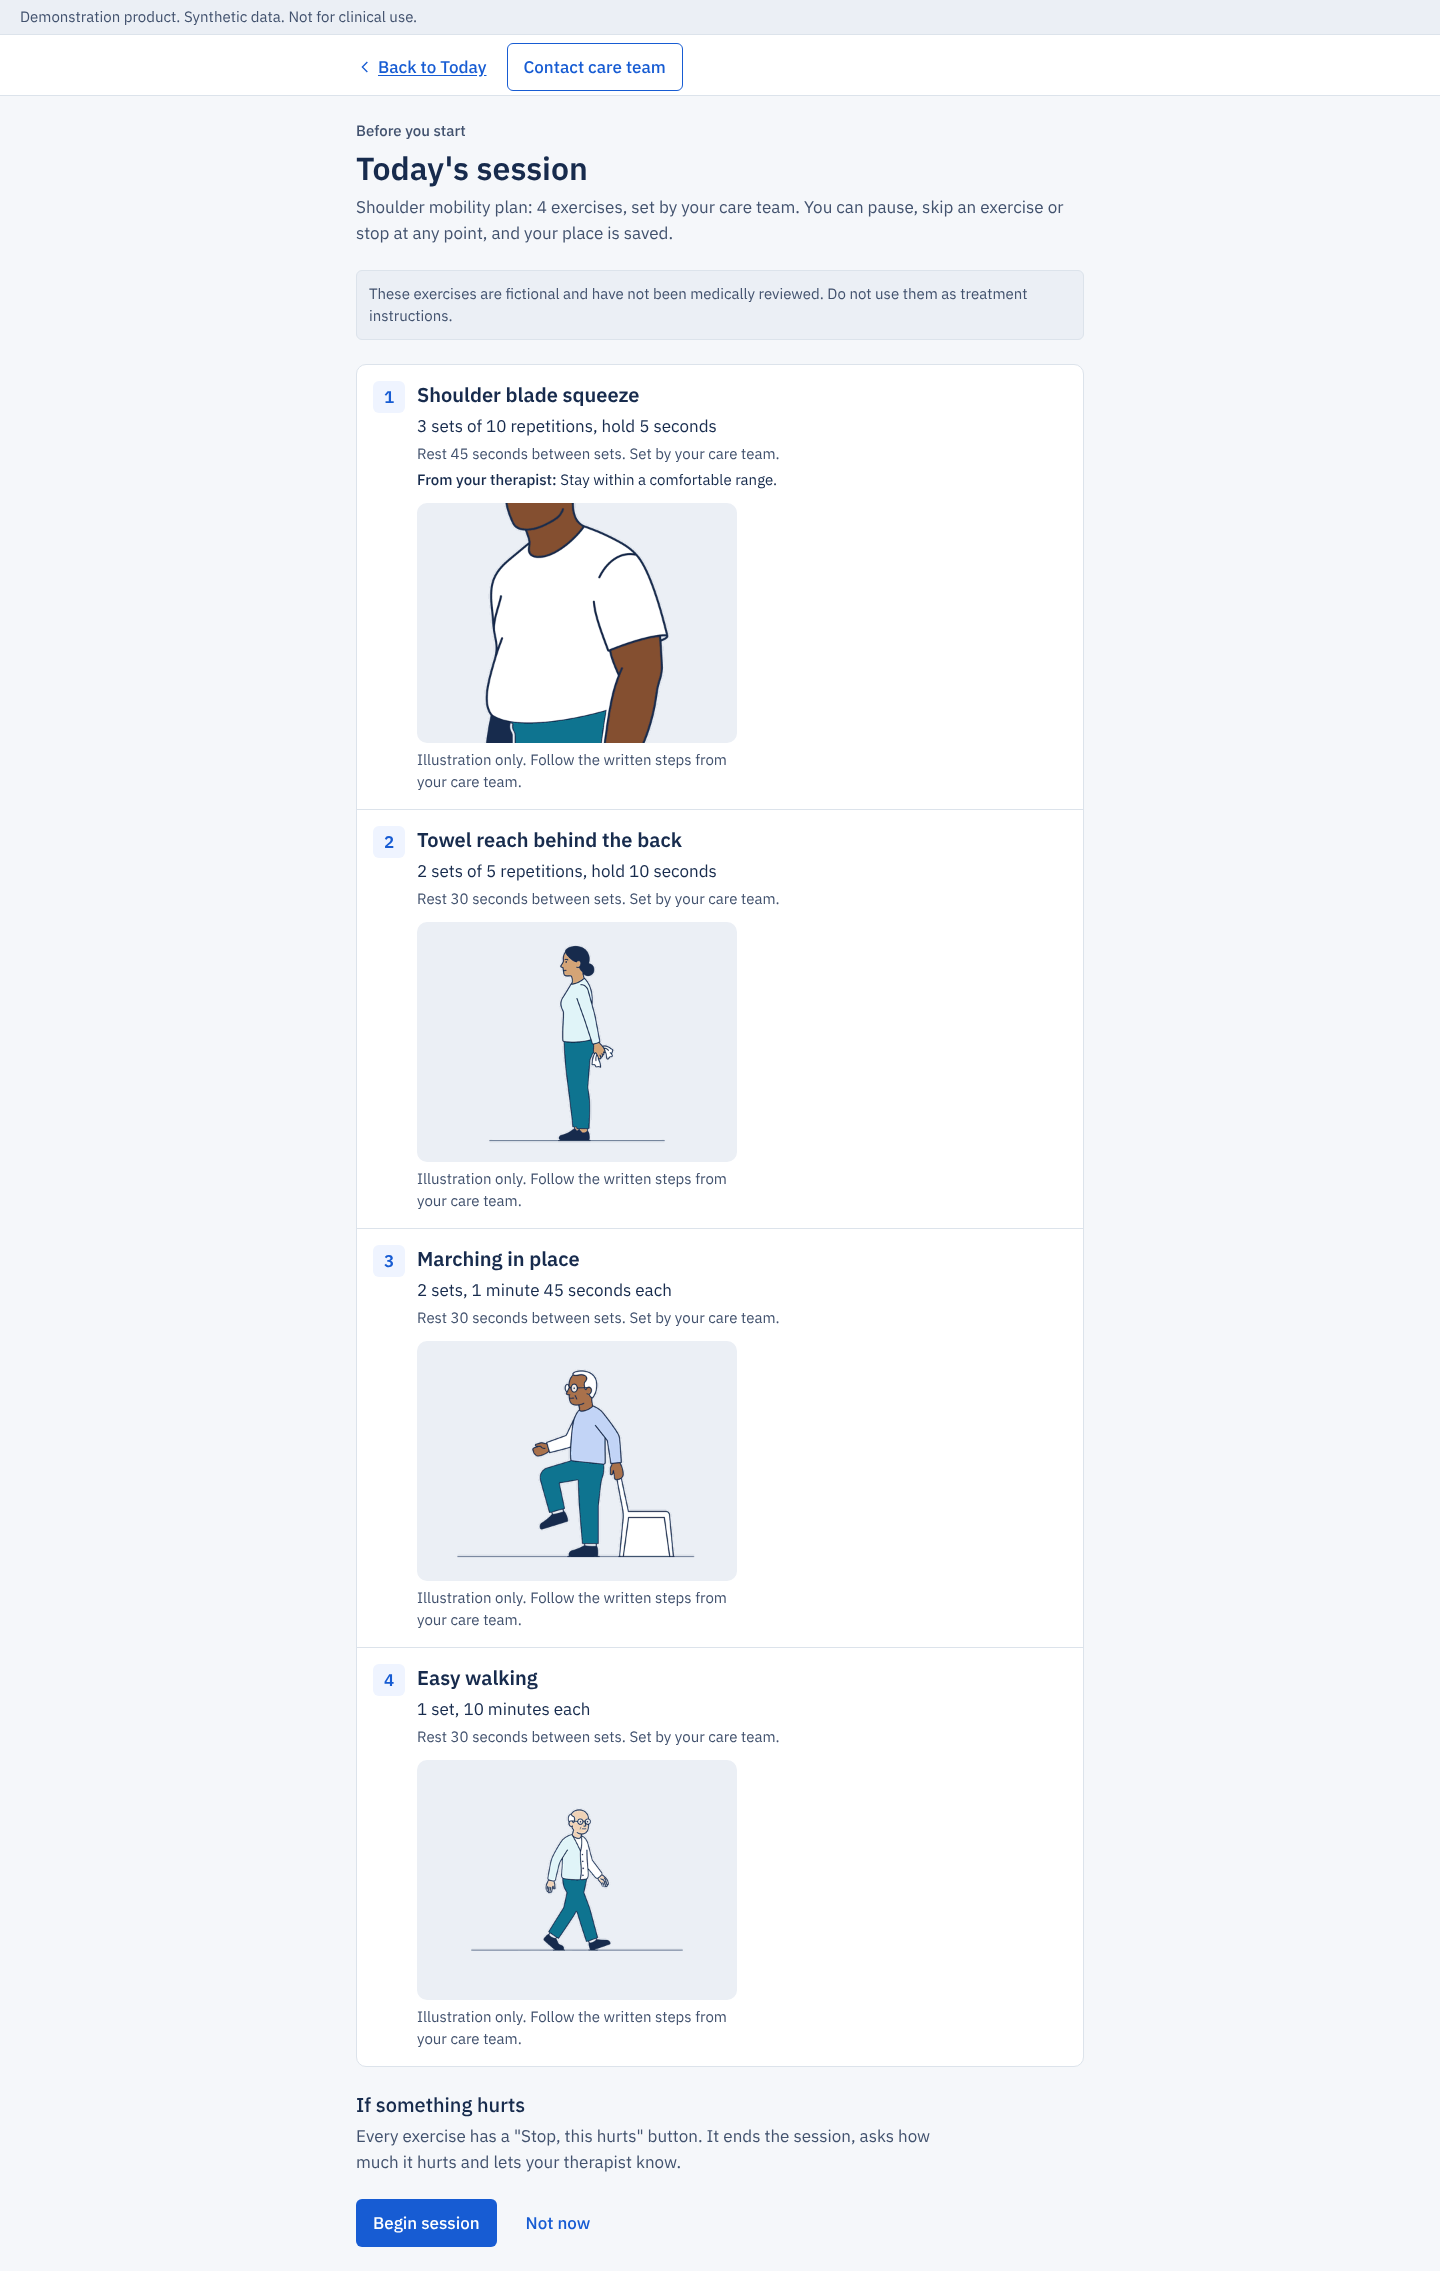 Demonstration product. Synthetic data. Not for clinical use.
Back to Today
Contact care team
Before you start
Today's session
Shoulder mobility plan: 4 exercises, set by your care team. You can pause, skip an exercise or
stop at any point, and your place is saved.
These exercises are fictional and have not been medically reviewed. Do not use them as treatment
instructions.
1
Shoulder blade squeeze
3 sets of 10 repetitions, hold 5 seconds
Rest 45 seconds between sets. Set by your care team.
From your therapist: Stay within a comfortable range.
Illustration only. Follow the written steps from
your care team.
2
Towel reach behind the back
2 sets of 5 repetitions, hold 10 seconds
Rest 30 seconds between sets. Set by your care team.
Illustration only. Follow the written steps from
your care team.
3
Marching in place
2 sets, 1 minute 45 seconds each
Rest 30 seconds between sets. Set by your care team.
Illustration only. Follow the written steps from
your care team.
4
Easy walking
1 set, 10 minutes each
Rest 30 seconds between sets. Set by your care team.
Illustration only. Follow the written steps from
your care team.
If something hurts
Every exercise has a "Stop, this hurts" button. It ends the session, asks how
much it hurts and lets your therapist know.
Begin session
Not now